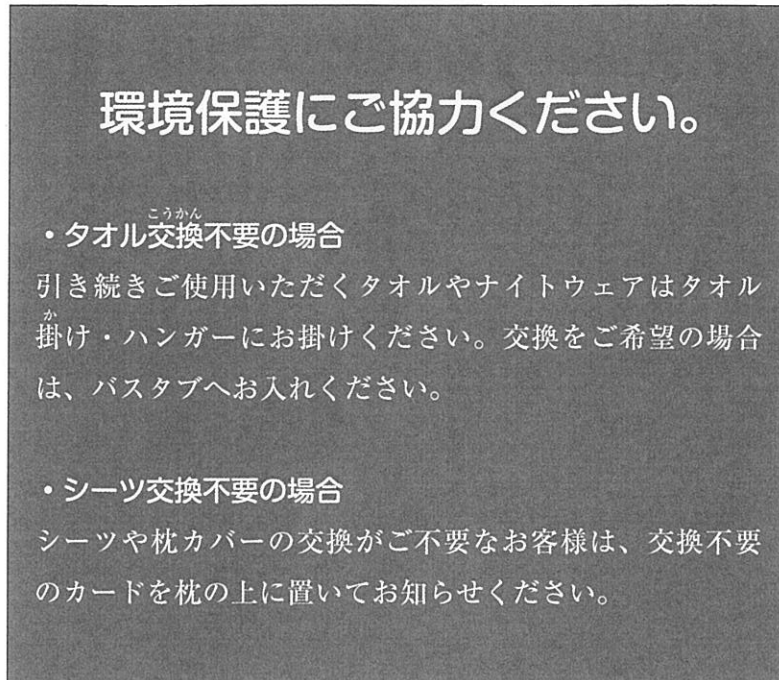 環境保護にご協力ください。
・タオル交換不要の場合
引き続きご使用いただくタオルやナイトウェアはタオル
掛け・ハンガーにお掛けください。交換をご希望の場合
は、バスタブへお入れください。
・シーツ交換不要の場合
シーツや枕カバーの交換がご不要なお客様は、交換不要
のカードを枕の上に置いてお知らせください。